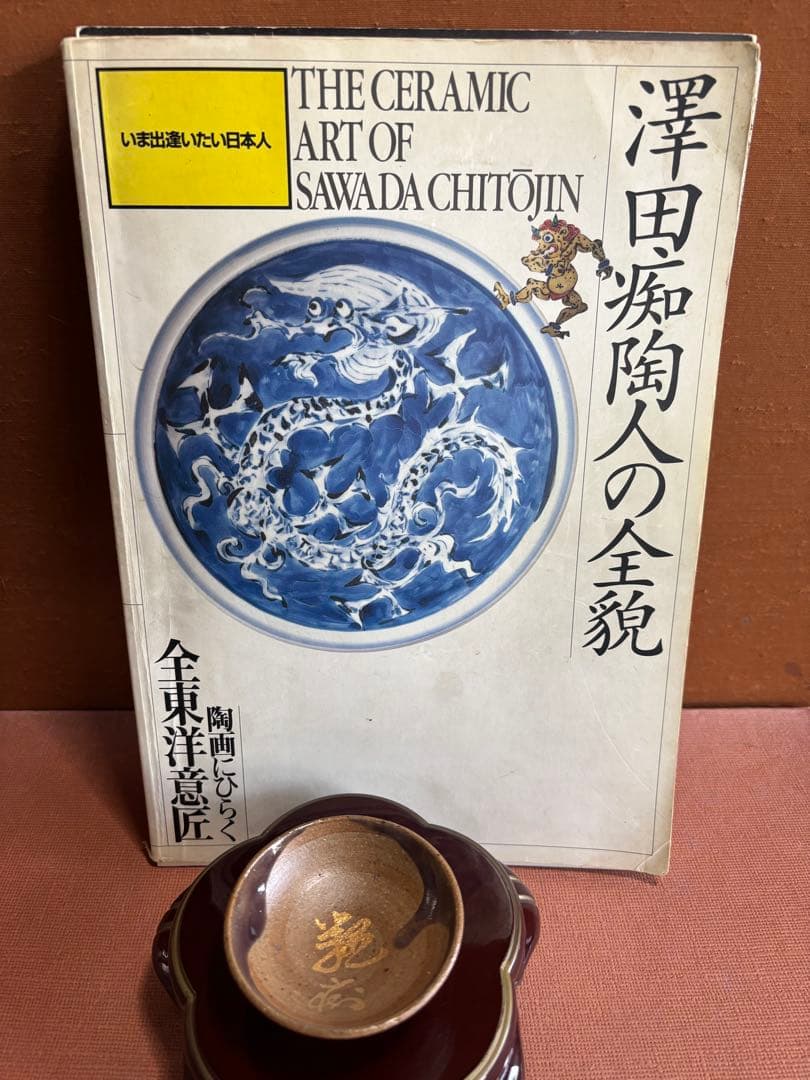 いま出逢いたい日本人
THE CERAMIC
ART OF
SAWADA CHITŌJIN
澤田痴陶人の全貌
陶画にひらく
全東洋意匠